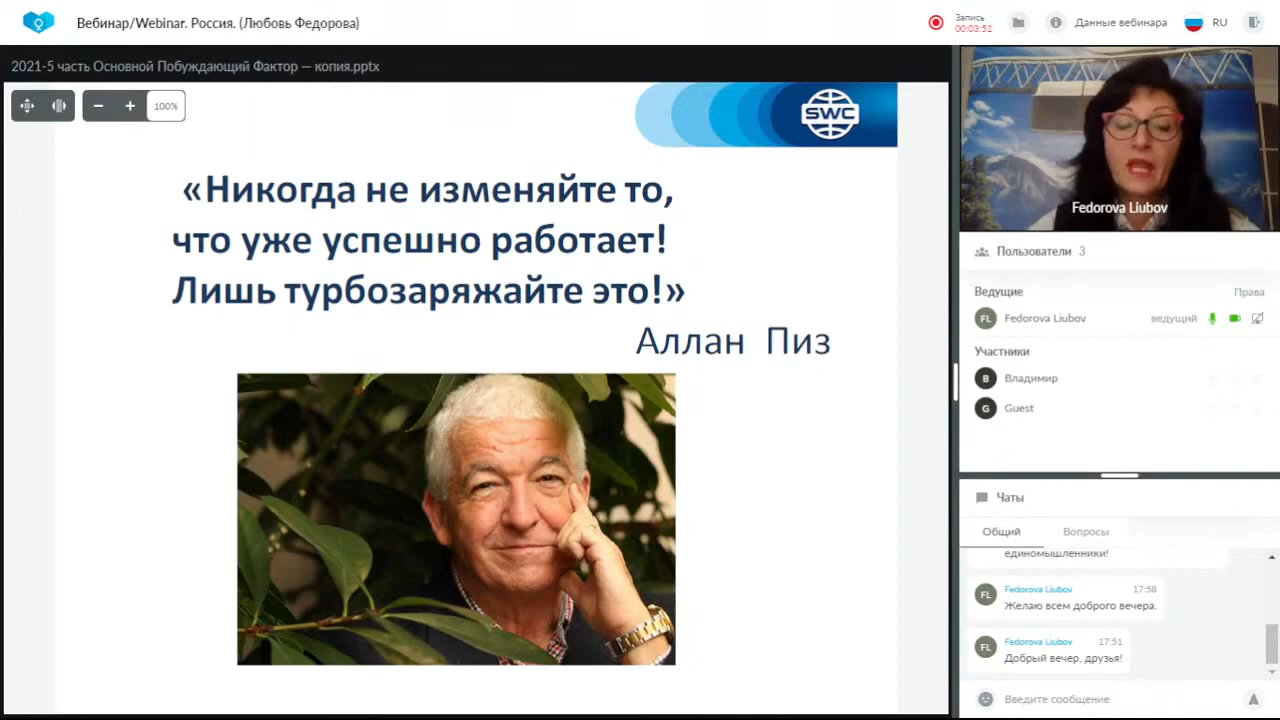 Вебинар/Webinar. Россия. (Любовь Федорова)
Запись
00:03:52
Данные вебинара
RU
2021-5 часть Основной Побуждающий Фактор — копия.pptx
100%
SWC
«Никогда не изменяйте то,
что уже успешно работает!
Лишь турбозаряжайте это!»
Аллан Пиз
Fedorova Liubov
Пользователи 3
Ведущие Права
FL Fedorova Liubov ведущий
Участники
В Владимир
G Guest
Чаты
Общий Вопросы
единомышленники!
FL Fedorova Liubov 17:58
Желаю всем доброго вечера.
FL Fedorova Liubov 17:51
Добрый вечер, друзья!
Введите сообщение